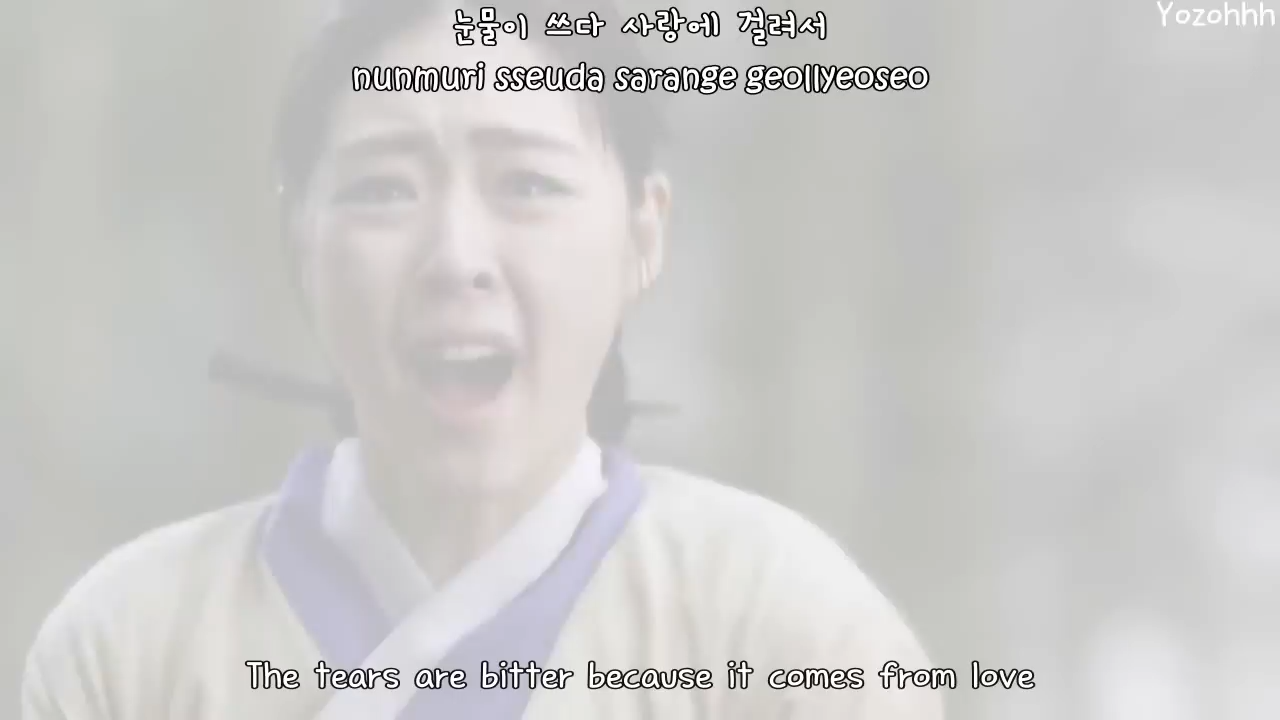 Yozohhh
눈물이 쓰다 사랑에 걸려서
nunmuri sseuda sarange geollyeoseo
The tears are bitter because it comes from love